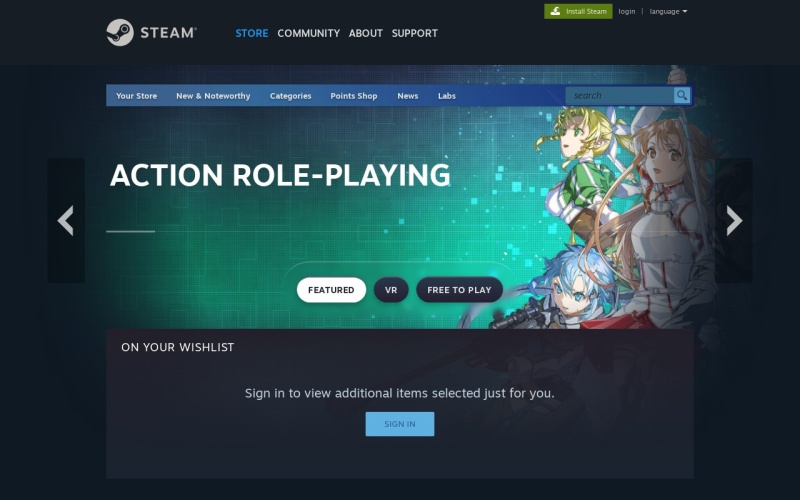 Install Steam login | language
STEAM® STORE COMMUNITY ABOUT SUPPORT
Your Store New & Noteworthy Categories Points Shop News Labs search
ACTION ROLE-PLAYING
FEATURED VR FREE TO PLAY
ON YOUR WISHLIST
Sign in to view additional items selected just for you.
SIGN IN